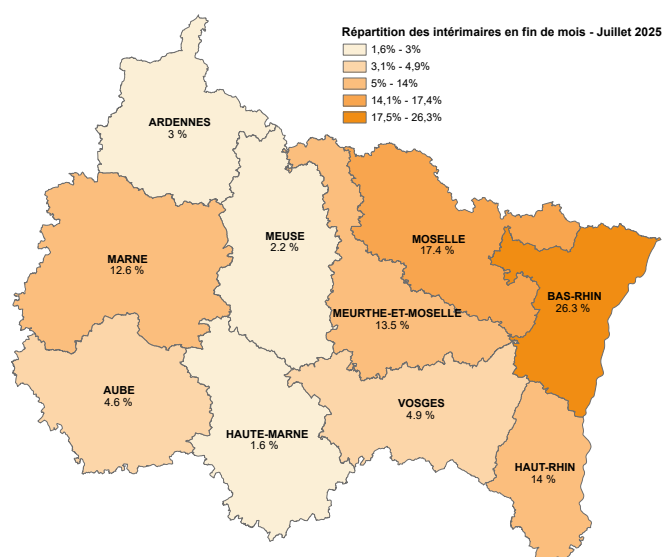 Répartition des intérimaires en fin de mois - Juillet 2025
1,6% - 3%
3,1% - 4,9%
5% - 14%
14,1% - 17,4%
17,5% - 26,3%
ARDENNES
3 %
MEUSE
2.2 %
MOSELLE
17.4 %
MARNE
12.6 %
BAS-RHIN
26.3 %
MEURTHE-ET-MOSELLE
13.5 %
AUBE
4.6 %
VOSGES
4.9 %
HAUTE-MARNE
1.6 %
HAUT-RHIN
14 %